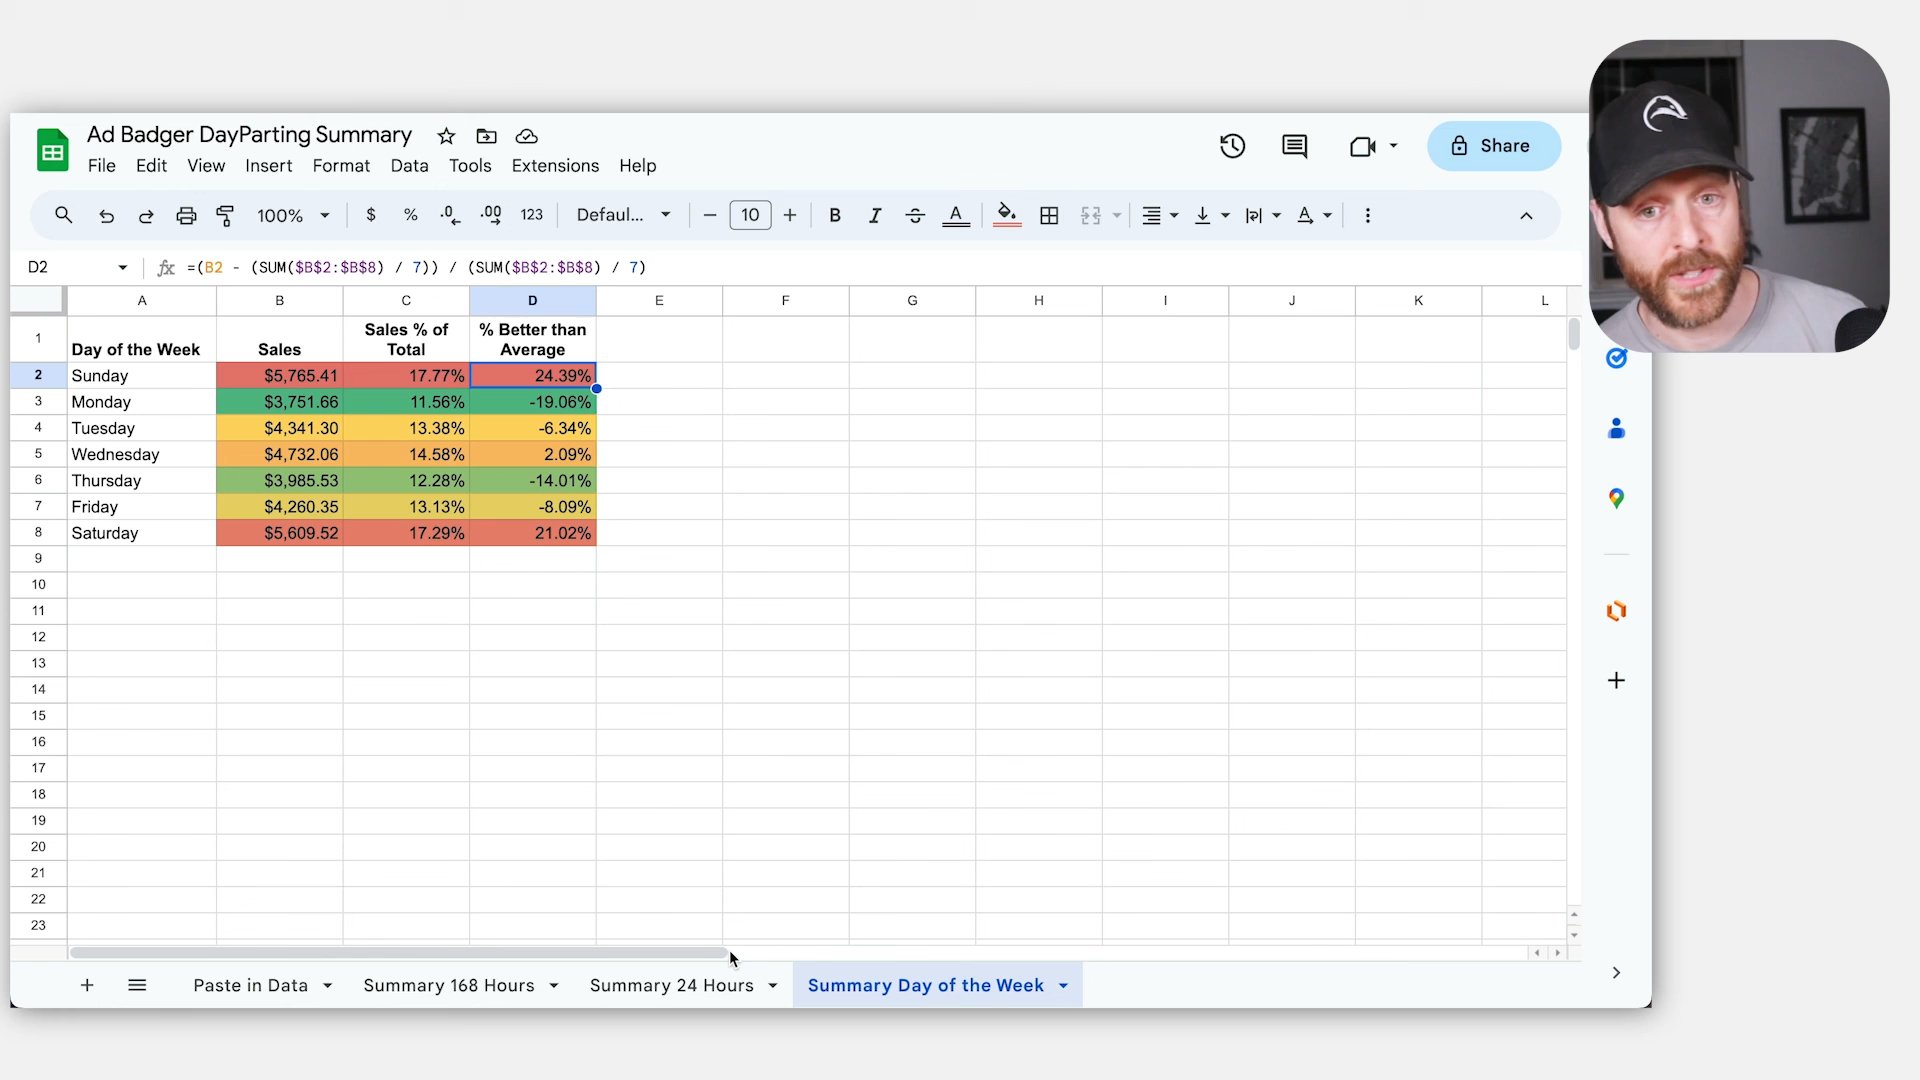 Ad Badger DayParting Summary
File Edit View Insert Format Data Tools Extensions Help
Share
100% $ % .0 .00 123 Defaul... 10 B I S A A
D2 fx =(B2 - (SUM($B$2:$B$8) / 7)) / (SUM($B$2:$B$8) / 7)
A B C D E F G H I J K L
1 Day of the Week Sales Sales % of Total % Better than Average
2 Sunday $5,765.41 17.77% 24.39%
3 Monday $3,751.66 11.56% -19.06%
4 Tuesday $4,341.30 13.38% -6.34%
5 Wednesday $4,732.06 14.58% 2.09%
6 Thursday $3,985.53 12.28% -14.01%
7 Friday $4,260.35 13.13% -8.09%
8 Saturday $5,609.52 17.29% 21.02%
9
10
11
12
13
14
15
16
17
18
19
20
21
22
23
Paste in Data Summary 168 Hours Summary 24 Hours Summary Day of the Week